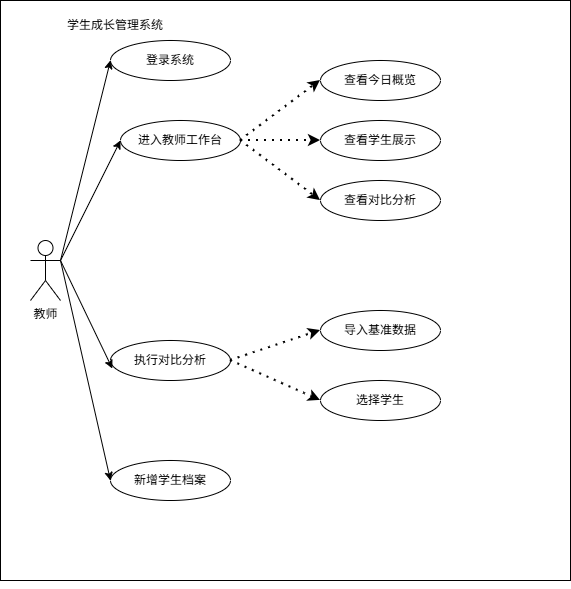 学生成长管理系统
登录系统
查看今日概览
进入教师工作台
查看学生展示
查看对比分析
教师
导入基准数据
执行对比分析
选择学生
新增学生档案